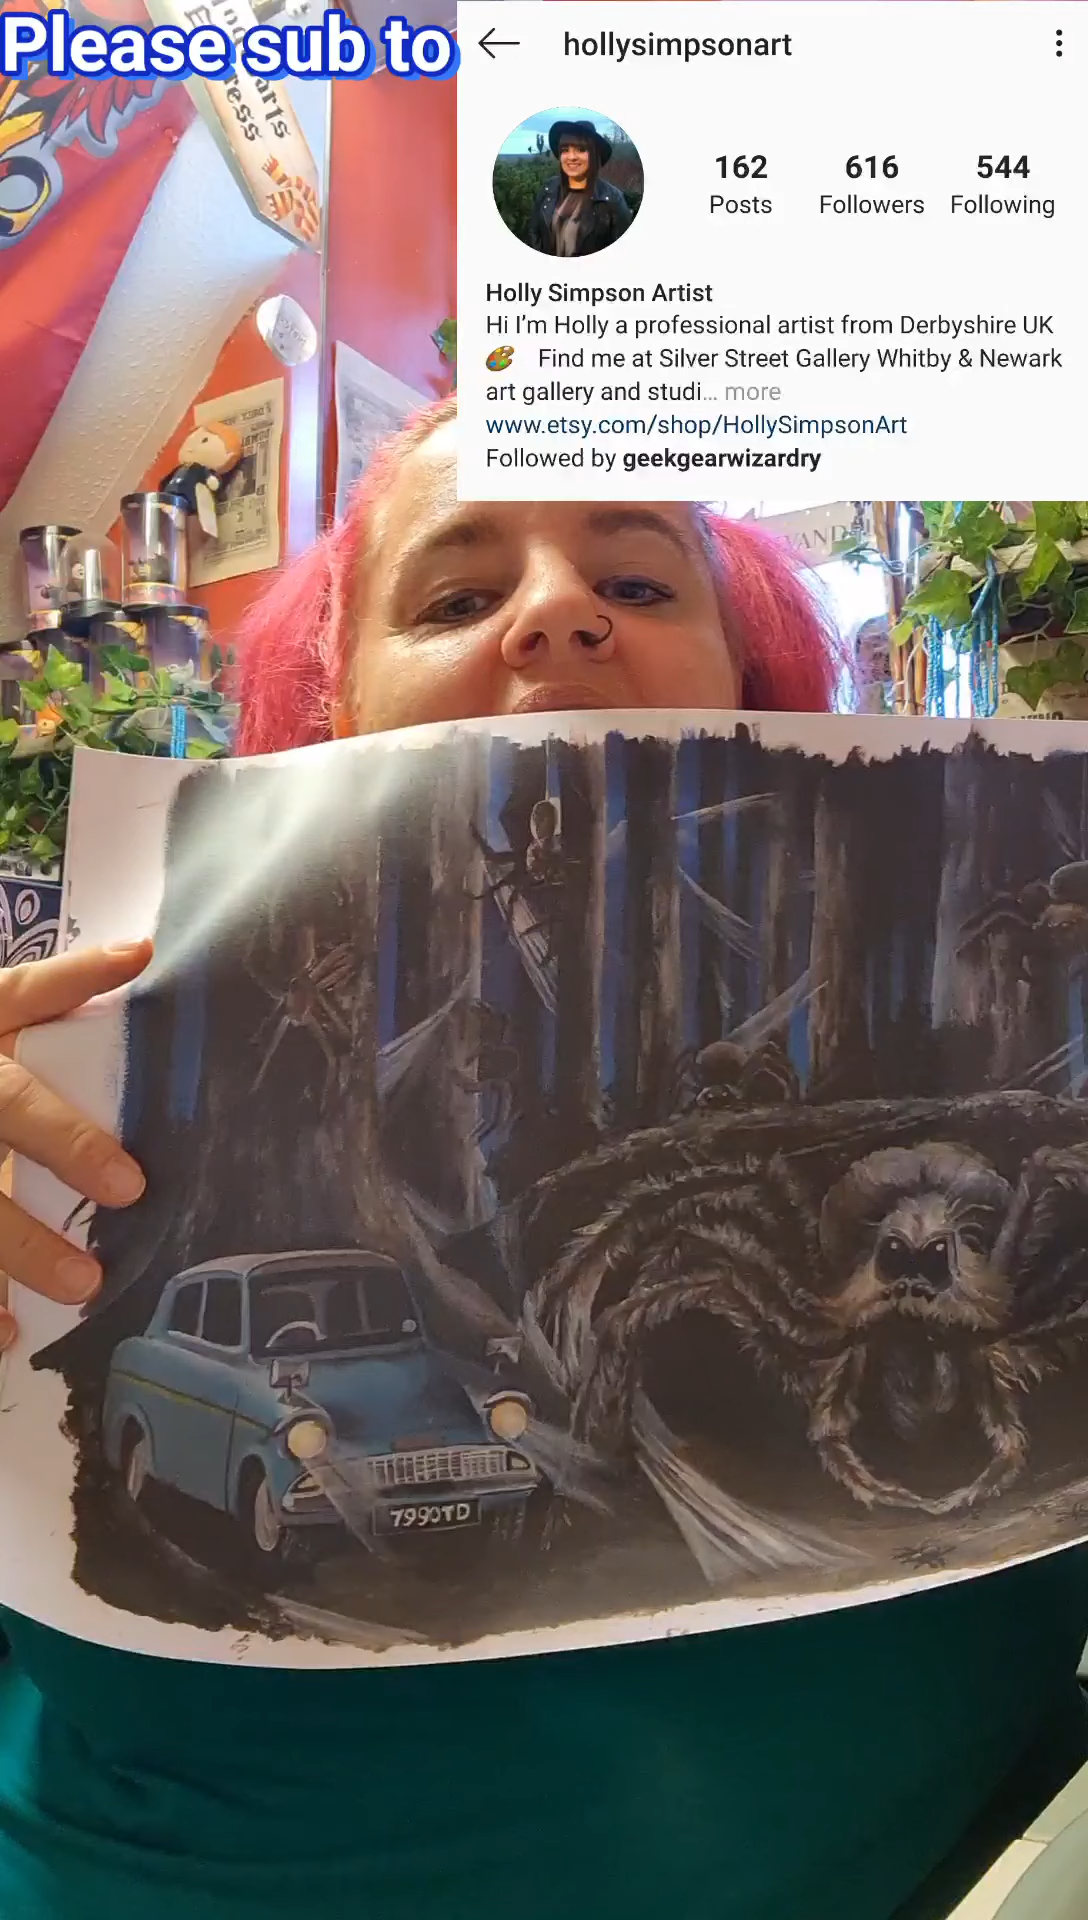 Please sub to
hollysimpsonart
162
616
544
Posts
Followers
Following
Holly Simpson Artist
Hi I’m Holly a professional artist from Derbyshire UK
🎨 Find me at Silver Street Gallery Whitby & Newark
art gallery and studi... more
www.etsy.com/shop/HollySimpsonArt
Followed by geekgearwizardry
7990TD